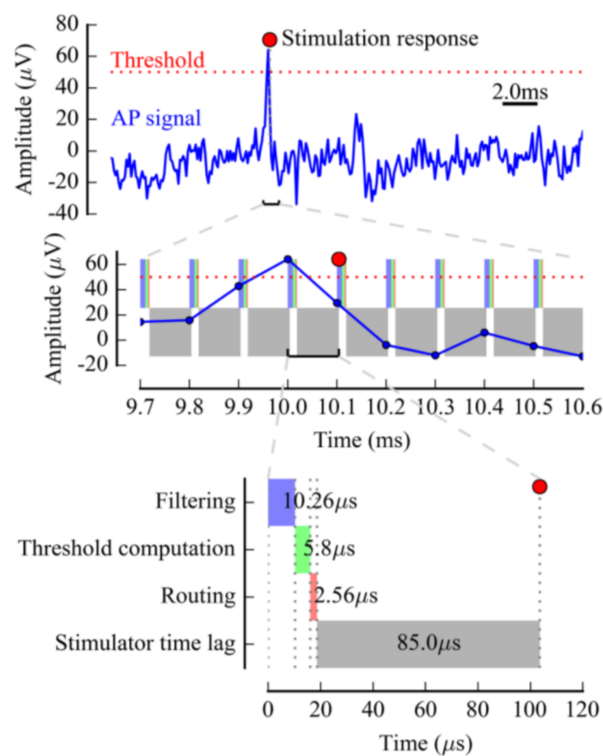 80
Stimulation response
60
Threshold
40
2.0ms
20
AP signal
0
-20
-40
Amplitude (μV)
60
40
20
0
-20
Amplitude (μV)
9.7 9.8 9.9 10.0 10.1 10.2 10.3 10.4 10.5 10.6
Time (ms)
Filtering 10.26μs
Threshold computation 5.8μs
Routing 2.56μs
Stimulator time lag 85.0μs
0 20 40 60 80 100 120
Time (μs)